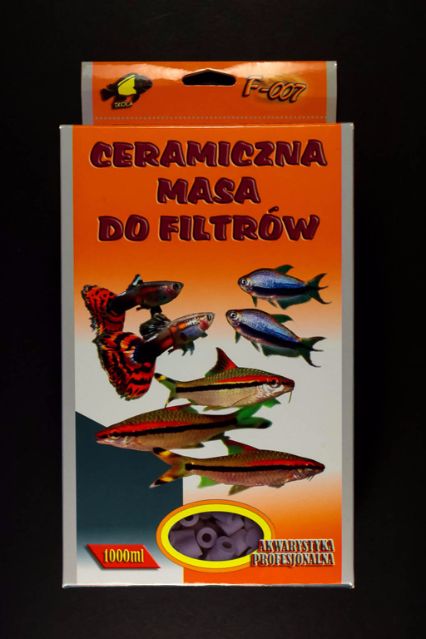 F-007
CERAMICZNA
MASA
DO FILTRÓW
1000ml
AKWARYSTYKA
PROFESJONALNA